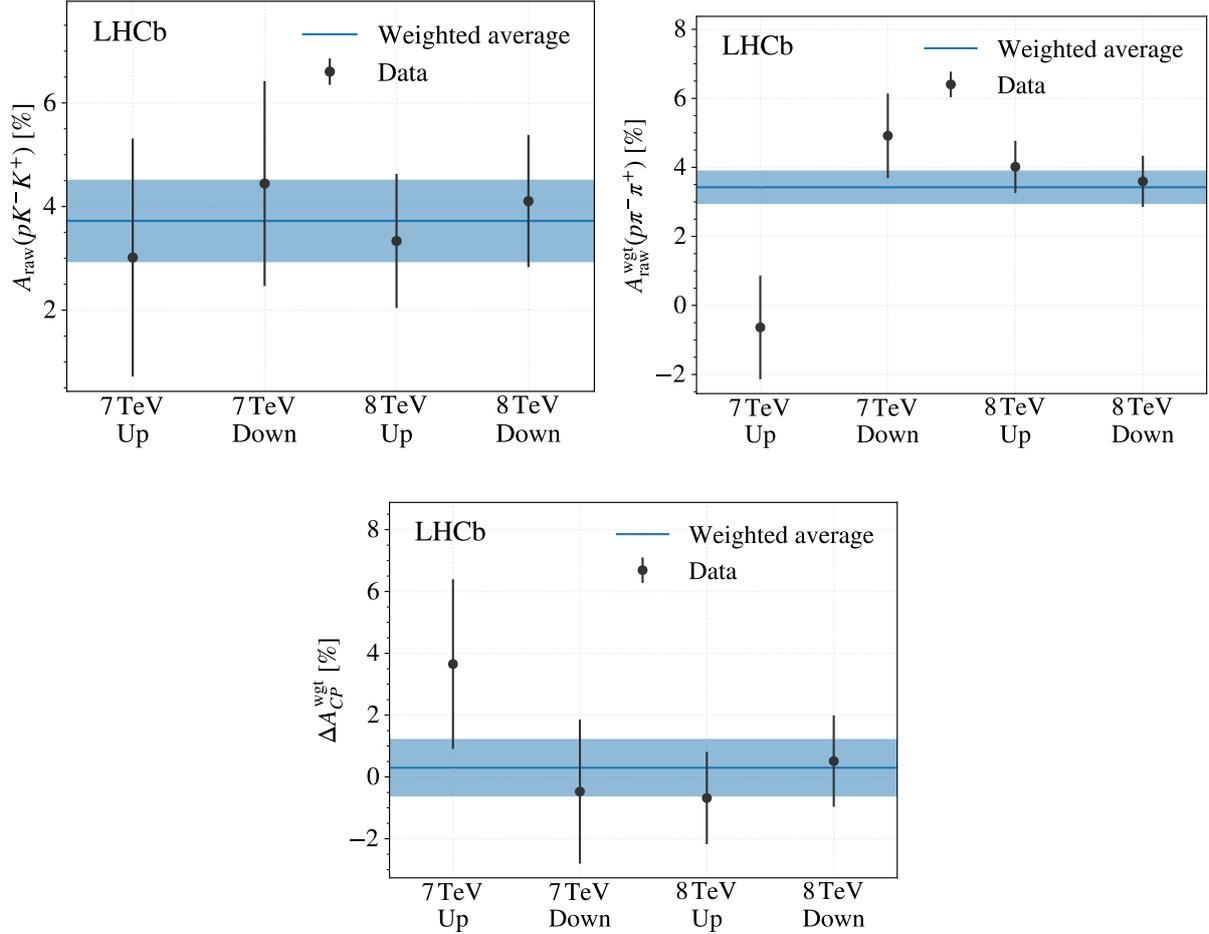 LHCb
Weighted average
Data
A_raw(pK⁻K⁺) [%]
6
4
2
7 TeV Up
7 TeV Down
8 TeV Up
8 TeV Down
LHCb
Weighted average
Data
A_raw^wgt(pπ⁻π⁺) [%]
8
6
4
2
0
−2
7 TeV Up
7 TeV Down
8 TeV Up
8 TeV Down
LHCb
Weighted average
Data
ΔA_CP^wgt [%]
8
6
4
2
0
−2
7 TeV Up
7 TeV Down
8 TeV Up
8 TeV Down